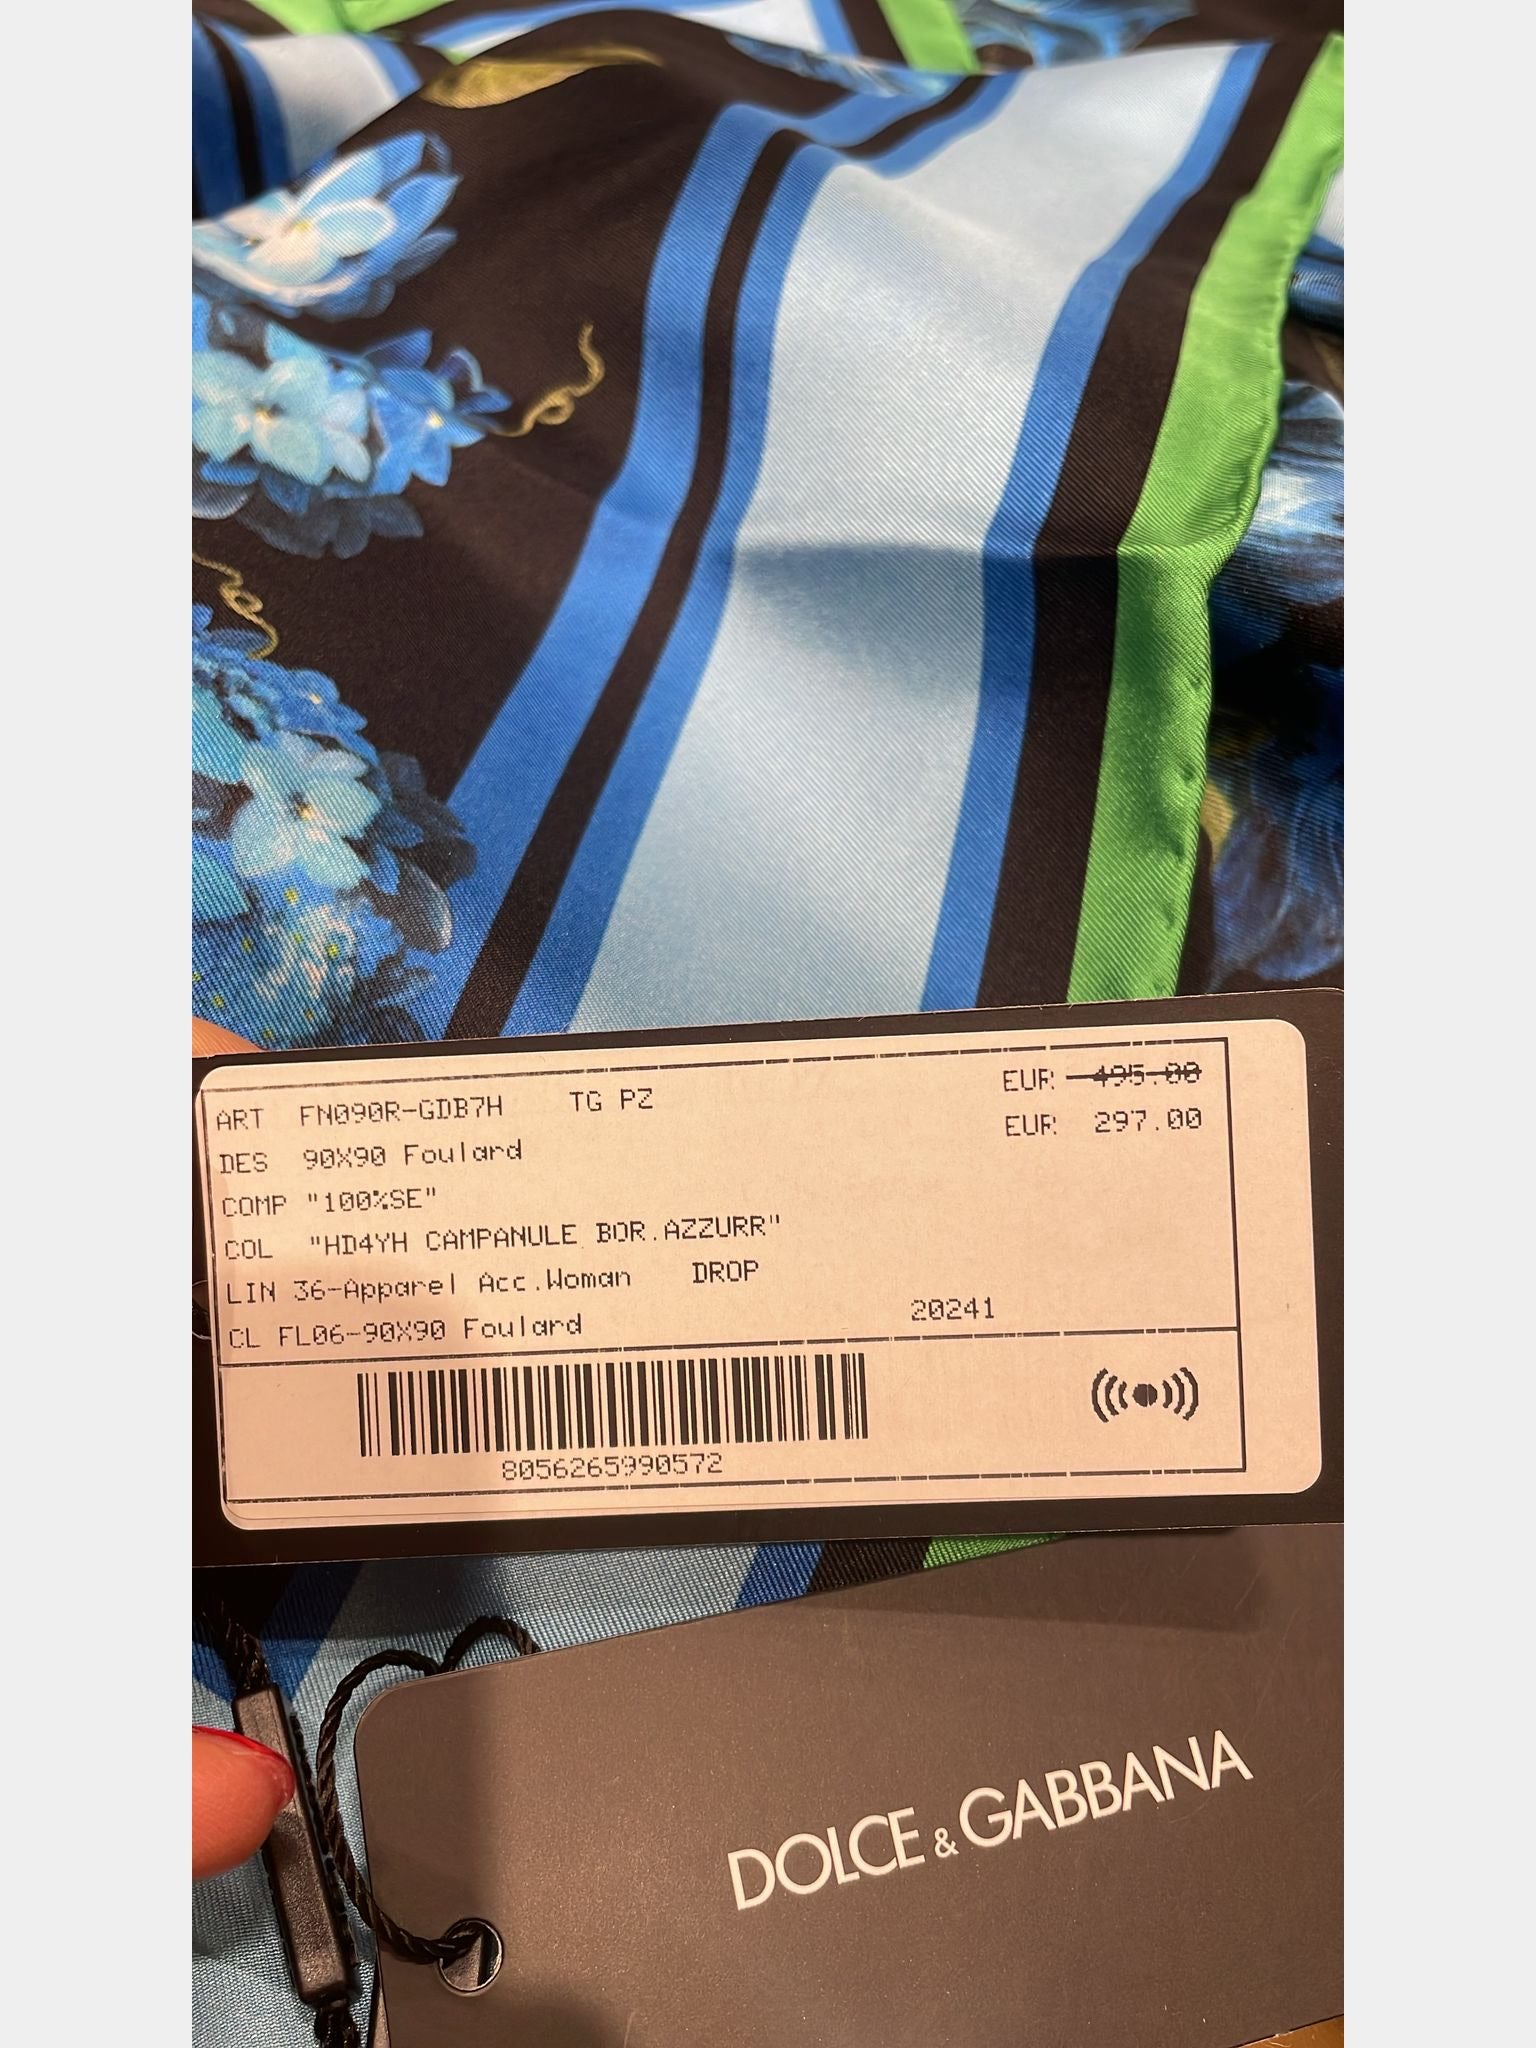 ART FN090R-GDB7H TG PZ EUR 495.00
DES 90X90 Foulard EUR 297.00
COMP "100%SE"
COL "HD4YH CAMPANULE BOR.AZZURR"
LIN 36-Apparel Acc.Woman DROP
CL FL06-90X90 Foulard 20241
8056265990572
DOLCE & GABBANA